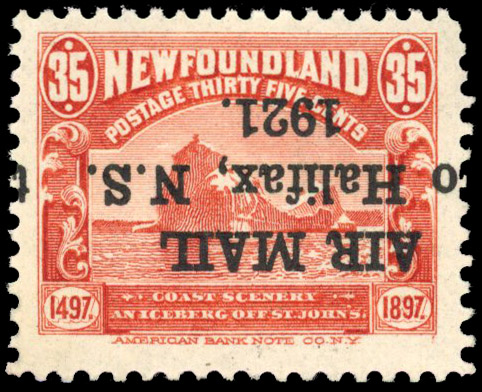 35 NEWFOUNDLAND 35
POSTAGE THIRTY FIVE CENTS
AIR MAIL
o Halifax, N.S. t
1921.
1497. COAST SCENERY 1897.
AN ICEBERG OFF ST. JOHNS.
AMERICAN BANK NOTE CO. N.Y.